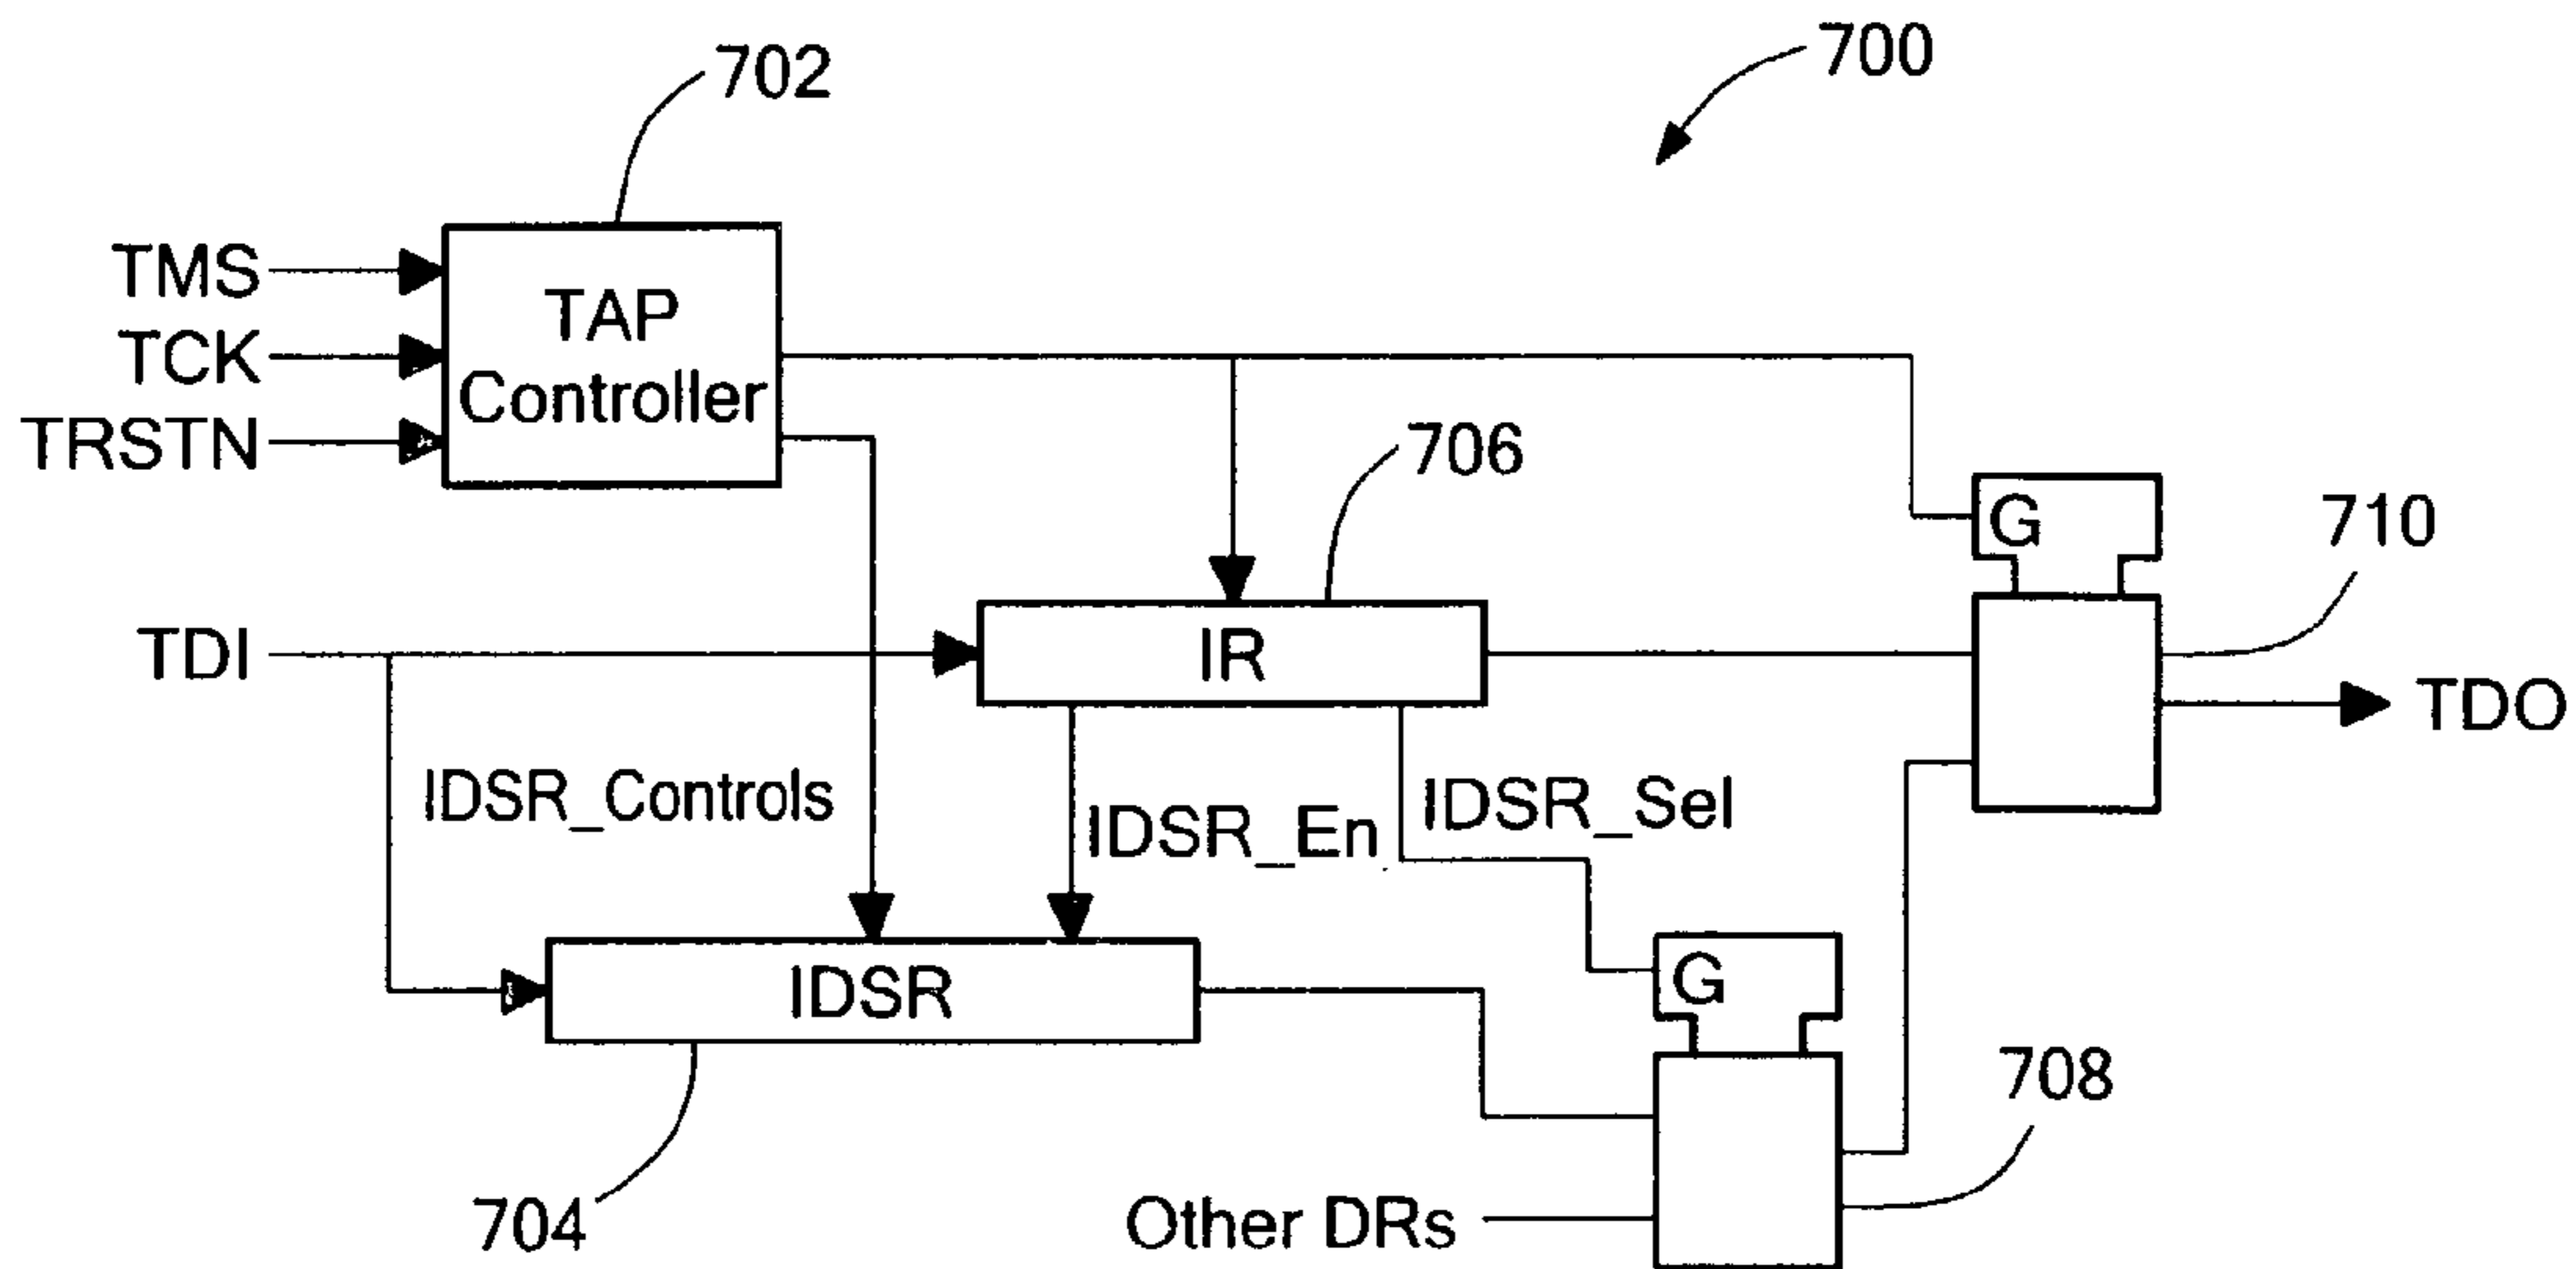 700
702
TMS
TCK
TRSTN
TAP
Controller
706
G
710
TDI
IR
TDO
IDSR_Controls
IDSR_En
IDSR_Sel
IDSR
G
708
704
Other DRs